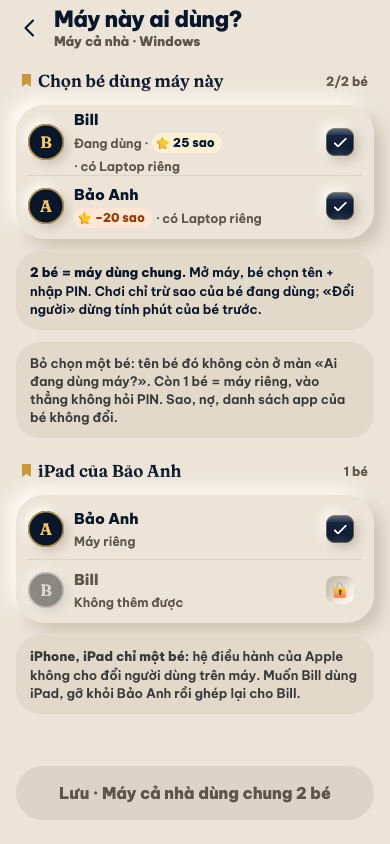 Máy này ai dùng?
Máy cả nhà · Windows
Chọn bé dùng máy này
2/2 bé
B
Bill
Đang dùng · ⭐ 25 sao
· có Laptop riêng
A
Bảo Anh
⭐ −20 sao · có Laptop riêng
2 bé = máy dùng chung. Mở máy, bé chọn tên +
nhập PIN. Chơi chỉ trừ sao của bé đang dùng; «Đổi
người» dừng tính phút của bé trước.
Bỏ chọn một bé: tên bé đó không còn ở màn «Ai
đang dùng máy?». Còn 1 bé = máy riêng, vào
thẳng không hỏi PIN. Sao, nợ, danh sách app của
bé không đổi.
iPad của Bảo Anh
1 bé
A
Bảo Anh
Máy riêng
B
Bill
Không thêm được
iPhone, iPad chỉ một bé: hệ điều hành của Apple
không cho đổi người dùng trên máy. Muốn Bill dùng
iPad, gỡ khỏi Bảo Anh rồi ghép lại cho Bill.
Lưu · Máy cả nhà dùng chung 2 bé